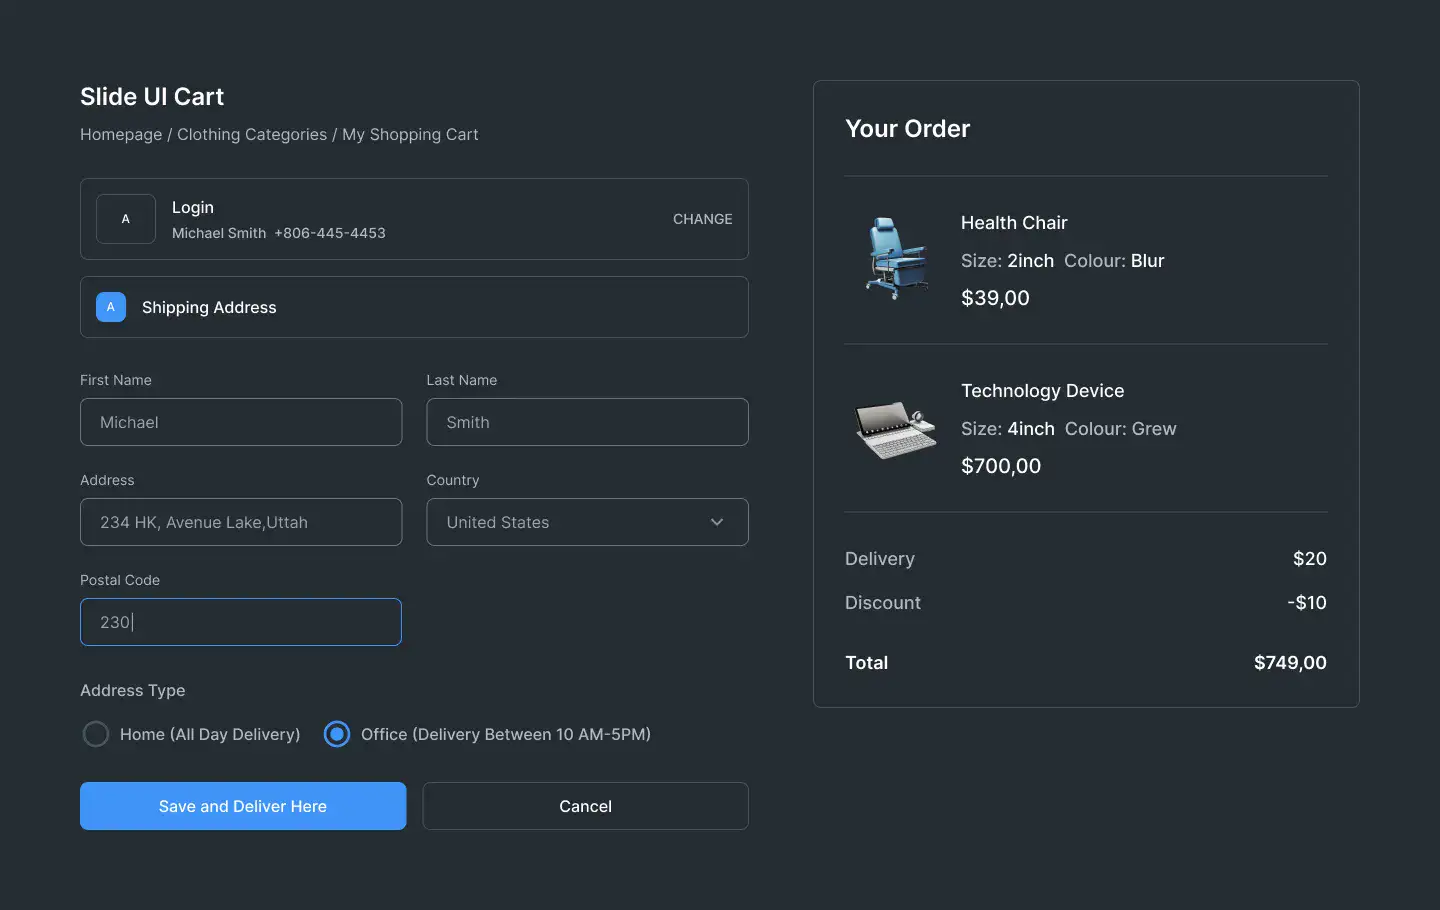 Slide UI Cart
Homepage / Clothing Categories / My Shopping Cart
A
Login
Michael Smith +806-445-4453
CHANGE
A
Shipping Address
First Name
Last Name
Michael
Smith
Address
Country
234 HK, Avenue Lake,Uttah
United States
Postal Code
230
Address Type
Home (All Day Delivery)
Office (Delivery Between 10 AM-5PM)
Save and Deliver Here
Cancel
Your Order
Health Chair
Size: 2inch Colour: Blur
$39,00
Technology Device
Size: 4inch Colour: Grew
$700,00
Delivery $20
Discount -$10
Total $749,00